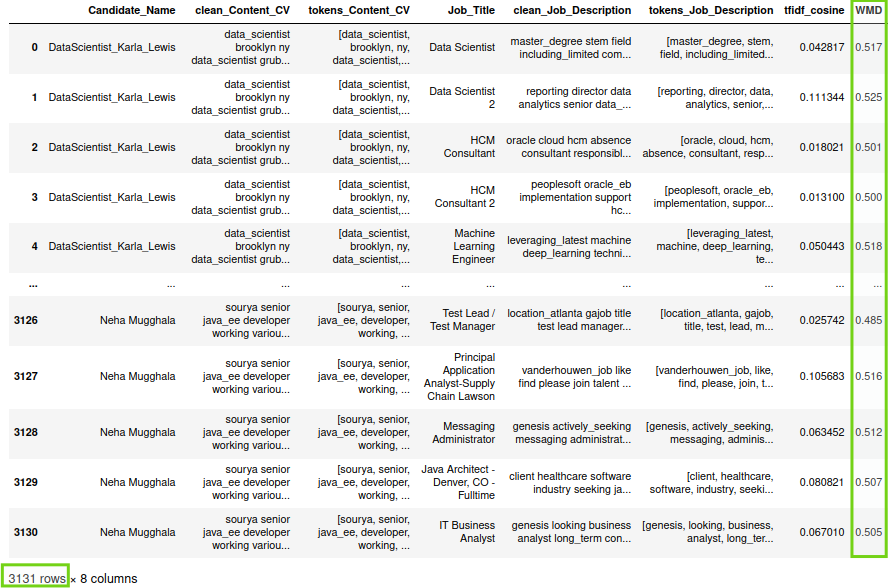 Candidate_Name clean_Content_CV tokens_Content_CV Job_Title clean_Job_Description tokens_Job_Description tfidf_cosine WMD
0 DataScientist_Karla_Lewis data_scientist brooklyn ny data_scientist grub... [data_scientist, brooklyn, ny, data_scientist,... Data Scientist master_degree stem field including_limited com... [master_degree, stem, field, including_limited... 0.042817 0.517
1 DataScientist_Karla_Lewis data_scientist brooklyn ny data_scientist grub... [data_scientist, brooklyn, ny, data_scientist,... Data Scientist 2 reporting director data analytics senior data_... [reporting, director, data, analytics, senior,... 0.111344 0.525
2 DataScientist_Karla_Lewis data_scientist brooklyn ny data_scientist grub... [data_scientist, brooklyn, ny, data_scientist,... HCM Consultant oracle cloud hcm absence consultant responsibl... [oracle, cloud, hcm, absence, consultant, resp... 0.018021 0.501
3 DataScientist_Karla_Lewis data_scientist brooklyn ny data_scientist grub... [data_scientist, brooklyn, ny, data_scientist,... HCM Consultant 2 peoplesoft oracle_eb implementation support hc... [peoplesoft, oracle_eb, implementation, suppor... 0.013100 0.500
4 DataScientist_Karla_Lewis data_scientist brooklyn ny data_scientist grub... [data_scientist, brooklyn, ny, data_scientist,... Machine Learning Engineer leveraging_latest machine deep_learning techni... [leveraging_latest, machine, deep_learning, te... 0.050443 0.518
... ... ... ... ... ... ... ... ...
3126 Neha Mugghala sourya senior java_ee developer working variou... [sourya, senior, java_ee, developer, working, ... Test Lead / Test Manager location_atlanta gajob title test lead manager... [location_atlanta, gajob, title, test, lead, m... 0.025742 0.485
3127 Neha Mugghala sourya senior java_ee developer working variou... [sourya, senior, java_ee, developer, working, ... Principal Application Analyst-Supply Chain Lawson vanderhouwen_job like find please join talent ... [vanderhouwen_job, like, find, please, join, t... 0.105683 0.516
3128 Neha Mugghala sourya senior java_ee developer working variou... [sourya, senior, java_ee, developer, working, ... Messaging Administrator genesis actively_seeking messaging administrat... [genesis, actively_seeking, messaging, adminis... 0.063452 0.512
3129 Neha Mugghala sourya senior java_ee developer working variou... [sourya, senior, java_ee, developer, working, ... Java Architect - Denver, CO - Fulltime client healthcare software industry seeking ja... [client, healthcare, software, industry, seeki... 0.080821 0.507
3130 Neha Mugghala sourya senior java_ee developer working variou... [sourya, senior, java_ee, developer, working, ... IT Business Analyst genesis looking business analyst long_term con... [genesis, looking, business, analyst, long_ter... 0.067010 0.505
3131 rows × 8 columns